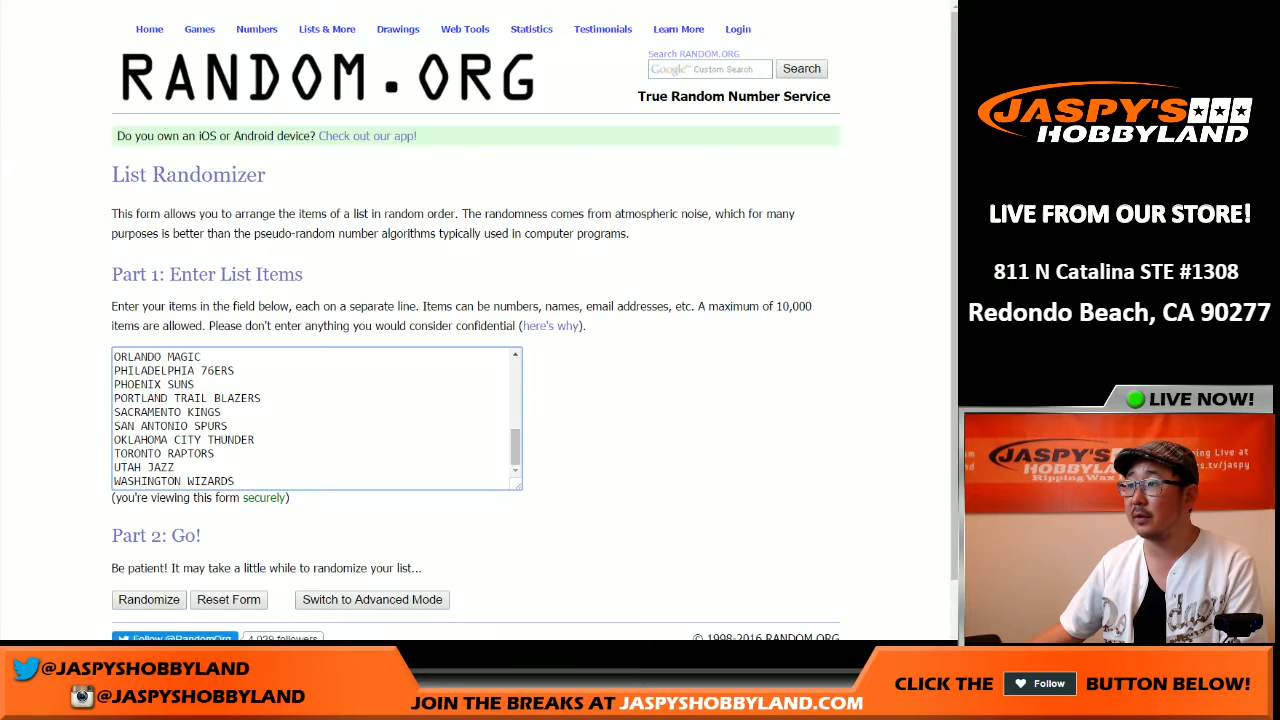 Home Games Numbers Lists & More Drawings Web Tools Statistics Testimonials Learn More Login
RANDOM.ORG
Search RANDOM.ORG
Google™ Custom Search Search
True Random Number Service
Do you own an iOS or Android device? Check out our app!
List Randomizer
This form allows you to arrange the items of a list in random order. The randomness comes from atmospheric noise, which for many
purposes is better than the pseudo-random number algorithms typically used in computer programs.
Part 1: Enter List Items
Enter your items in the field below, each on a separate line. Items can be numbers, names, email addresses, etc. A maximum of 10,000
items are allowed. Please don't enter anything you would consider confidential (here's why).
ORLANDO MAGIC
PHILADELPHIA 76ERS
PHOENIX SUNS
PORTLAND TRAIL BLAZERS
SACRAMENTO KINGS
SAN ANTONIO SPURS
OKLAHOMA CITY THUNDER
TORONTO RAPTORS
UTAH JAZZ
WASHINGTON WIZARDS
(you're viewing this form securely)
Part 2: Go!
Be patient! It may take a little while to randomize your list...
Randomize Reset Form Switch to Advanced Mode
Follow @RandomOrg 4,029 followers
© 1998-2016 RANDOM.ORG
JASPY'S
HOBBYLAND
LIVE FROM OUR STORE!
811 N Catalina STE #1308
Redondo Beach, CA 90277
LIVE NOW!
JASPY'S
HOBBYLAND
Ripping Wax
ping Live at
s.tv/jaspy
@JASPYSHOBBYLAND
@JASPYSHOBBYLAND
JOIN THE BREAKS AT JASPYSHOBBYLAND.COM
CLICK THE Follow BUTTON BELOW!